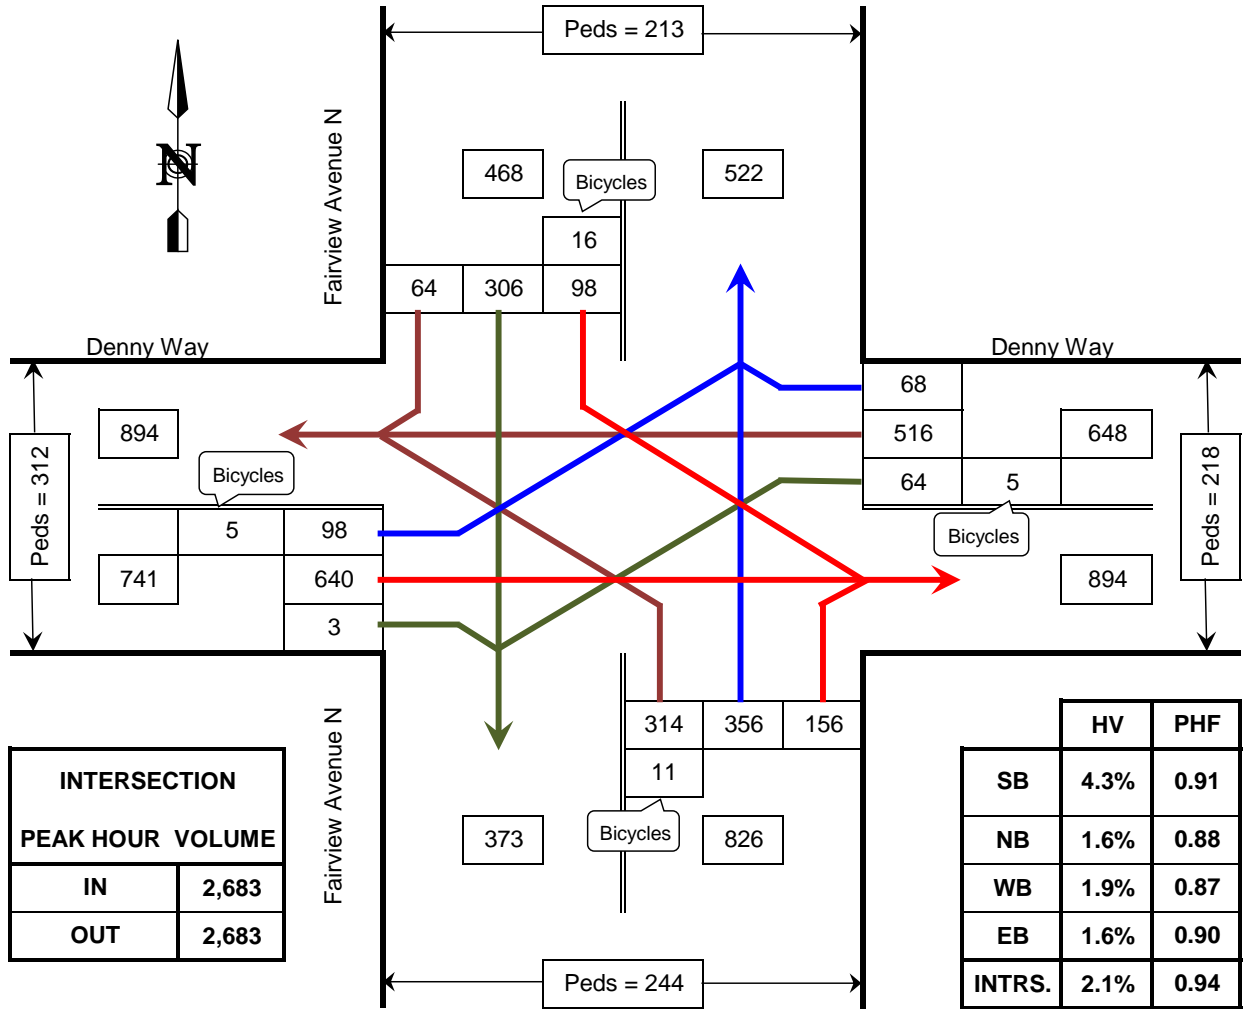 Peds = 213
N
Fairview Avenue N
468
Bicycles
522
16
64 306 98
Denny Way
Denny Way
68
894
516 648
Peds = 312
Bicycles
64 5
Peds = 218
5 98
Bicycles
741 640
894
3
314 356 156
HV PHF
11
INTERSECTION
PEAK HOUR VOLUME
SB 4.3% 0.91
Fairview Avenue N
373
Bicycles
826
NB 1.6% 0.88
IN 2,683
WB 1.9% 0.87
OUT 2,683
EB 1.6% 0.90
Peds = 244
INTRS. 2.1% 0.94